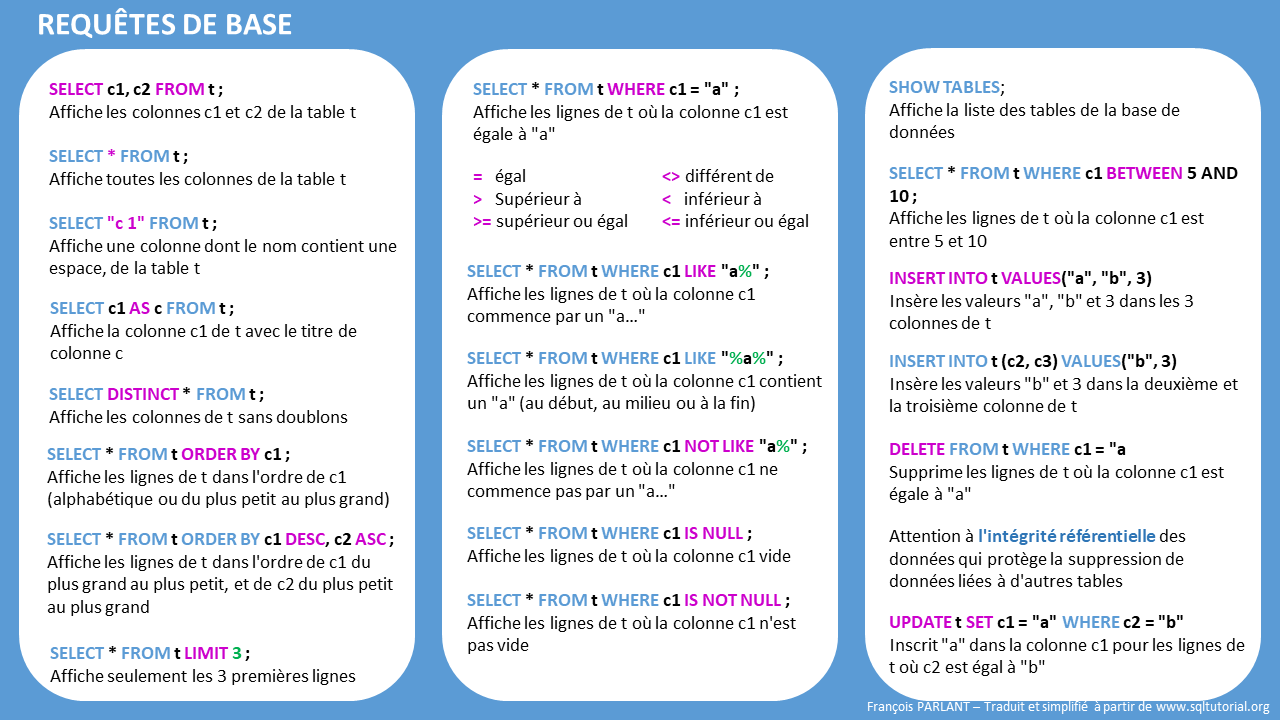 REQUÊTES DE BASE
SELECT c1, c2 FROM t ;
Affiche les colonnes c1 et c2 de la table t
SELECT * FROM t ;
Affiche toutes les colonnes de la table t
SELECT "c 1" FROM t ;
Affiche une colonne dont le nom contient une
espace, de la table t
SELECT c1 AS c FROM t ;
Affiche la colonne c1 de t avec le titre de
colonne c
SELECT DISTINCT * FROM t ;
Affiche les colonnes de t sans doublons
SELECT * FROM t ORDER BY c1 ;
Affiche les lignes de t dans l'ordre de c1
(alphabétique ou du plus petit au plus grand)
SELECT * FROM t ORDER BY c1 DESC, c2 ASC ;
Affiche les lignes de t dans l'ordre de c1 du
plus grand au plus petit, et de c2 du plus petit
au plus grand
SELECT * FROM t LIMIT 3 ;
Affiche seulement les 3 premières lignes
SELECT * FROM t WHERE c1 = "a" ;
Affiche les lignes de t où la colonne c1 est
égale à "a"
= égal <> différent de
> Supérieur à < inférieur à
>= supérieur ou égal <= inférieur ou égal
SELECT * FROM t WHERE c1 LIKE "a%" ;
Affiche les lignes de t où la colonne c1
commence par un "a…"
SELECT * FROM t WHERE c1 LIKE "%a%" ;
Affiche les lignes de t où la colonne c1 contient
un "a" (au début, au milieu ou à la fin)
SELECT * FROM t WHERE c1 NOT LIKE "a%" ;
Affiche les lignes de t où la colonne c1 ne
commence pas par un "a…"
SELECT * FROM t WHERE c1 IS NULL ;
Affiche les lignes de t où la colonne c1 vide
SELECT * FROM t WHERE c1 IS NOT NULL ;
Affiche les lignes de t où la colonne c1 n'est
pas vide
SHOW TABLES;
Affiche la liste des tables de la base de
données
SELECT * FROM t WHERE c1 BETWEEN 5 AND
10 ;
Affiche les lignes de t où la colonne c1 est
entre 5 et 10
INSERT INTO t VALUES("a", "b", 3)
Insère les valeurs "a", "b" et 3 dans les 3
colonnes de t
INSERT INTO t (c2, c3) VALUES("b", 3)
Insère les valeurs "b" et 3 dans la deuxième et
la troisième colonne de t
DELETE FROM t WHERE c1 = "a
Supprime les lignes de t où la colonne c1 est
égale à "a"
Attention à l'intégrité référentielle des
données qui protège la suppression de
données liées à d'autres tables
UPDATE t SET c1 = "a" WHERE c2 = "b"
Inscrit "a" dans la colonne c1 pour les lignes de
t où c2 est égal à "b"
François PARLANT – Traduit et simplifié à partir de www.sqltutorial.org